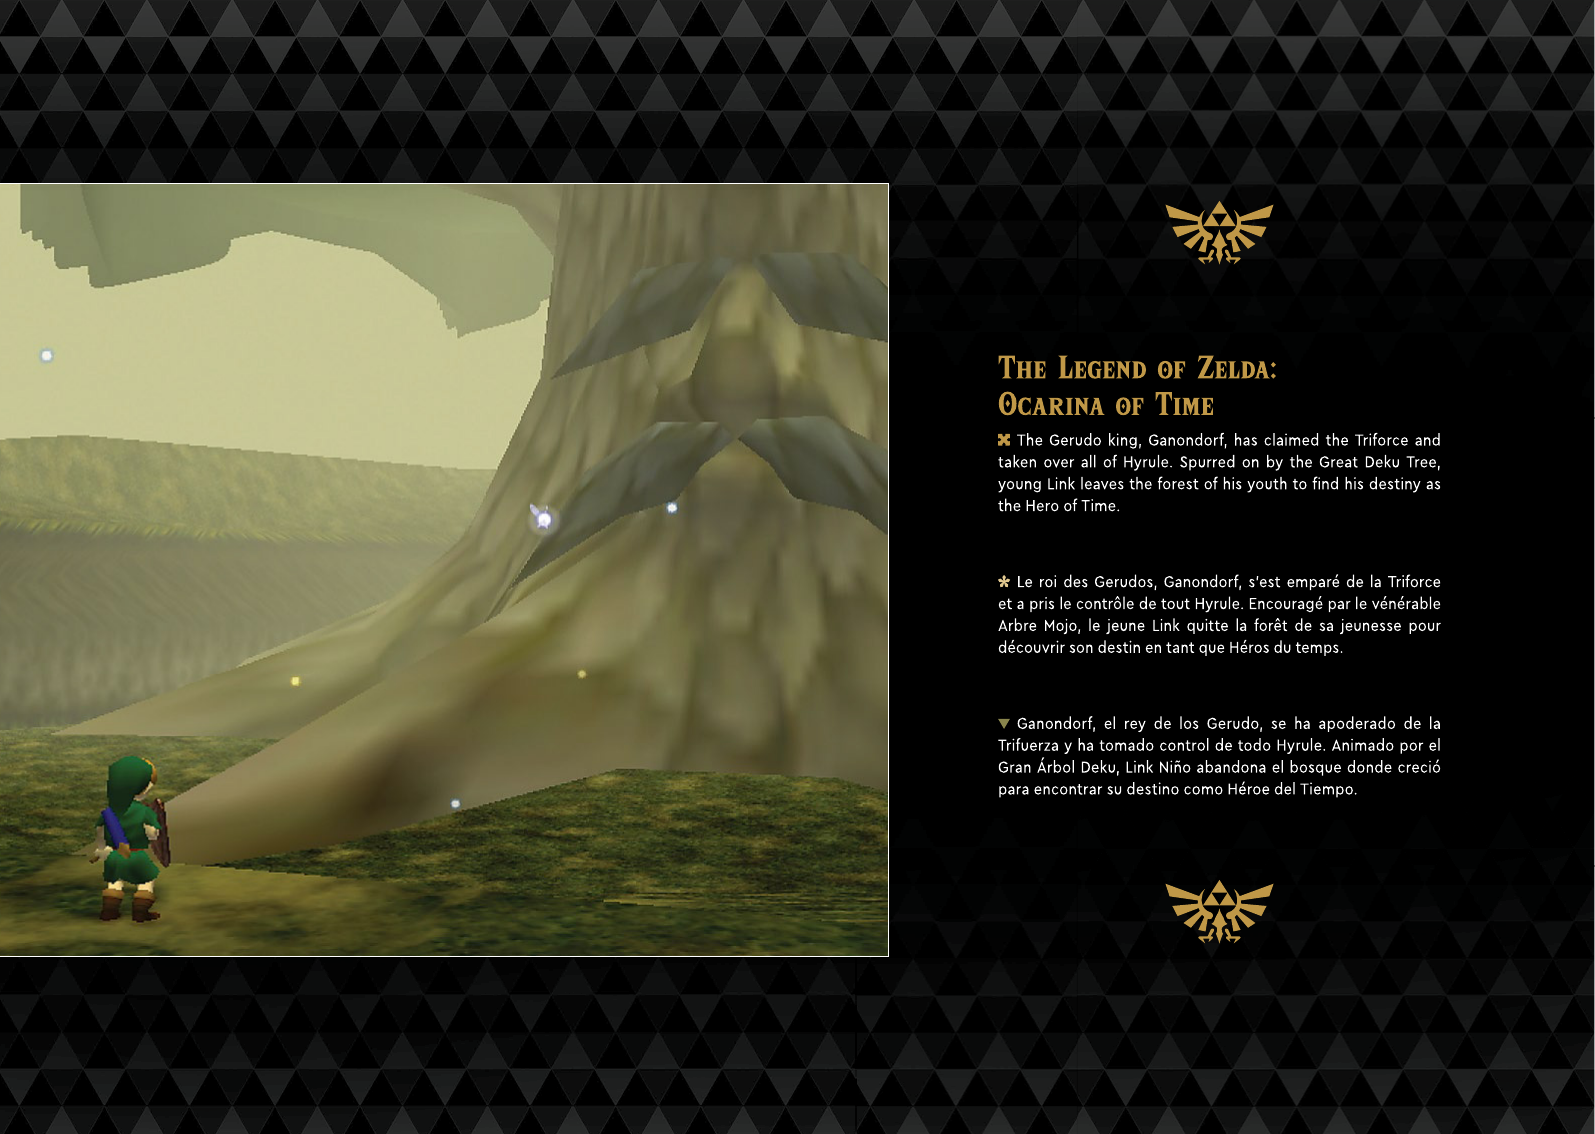 The Legend of Zelda:
Ocarina of Time
The Gerudo king, Ganondorf, has claimed the Triforce and
taken over all of Hyrule. Spurred on by the Great Deku Tree,
young Link leaves the forest of his youth to find his destiny as
the Hero of Time.
Le roi des Gerudos, Ganondorf, s'est emparé de la Triforce
et a pris le contrôle de tout Hyrule. Encouragé par le vénérable
Arbre Mojo, le jeune Link quitte la forêt de sa jeunesse pour
découvrir son destin en tant que Héros du temps.
Ganondorf, el rey de los Gerudo, se ha apoderado de la
Trifuerza y ha tomado control de todo Hyrule. Animado por el
Gran Árbol Deku, Link Niño abandona el bosque donde creció
para encontrar su destino como Héroe del Tiempo.